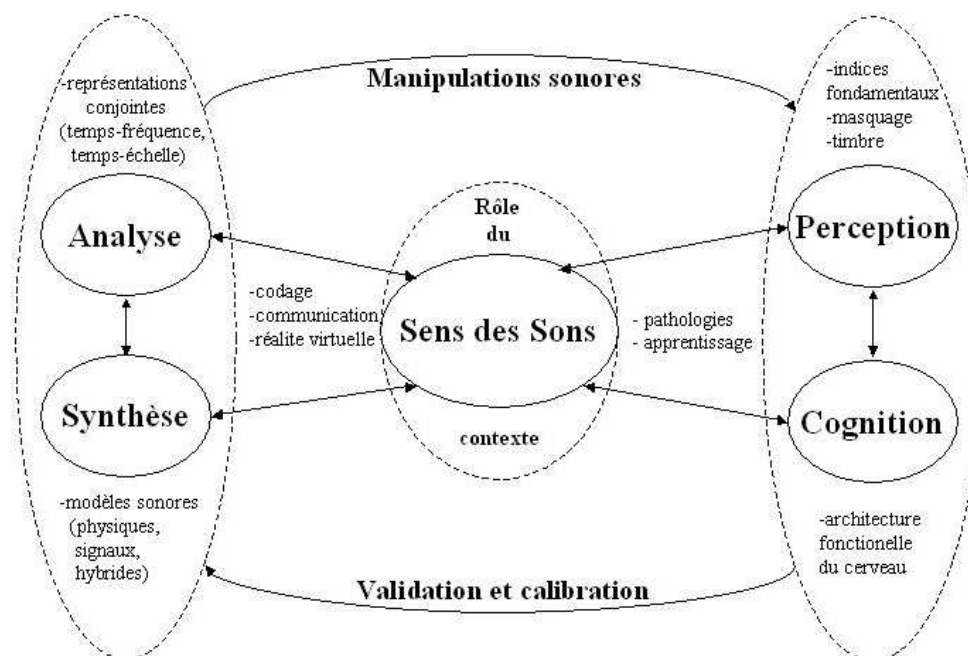 Manipulations sonores
-représentations
conjointes
(temps-fréquence,
temps-échelle)
Analyse
Synthèse
-modèles sonores
(physiques,
signaux,
hybrides)
-codage
-communication
-réalite virtuelle
Rôle
du
Sens des Sons
contexte
- pathologies
- apprentissage
-indices
fondamentaux
-masquage
-timbre
Perception
Cognition
-architecture
fonctionelle
du cerveau
Validation et calibration